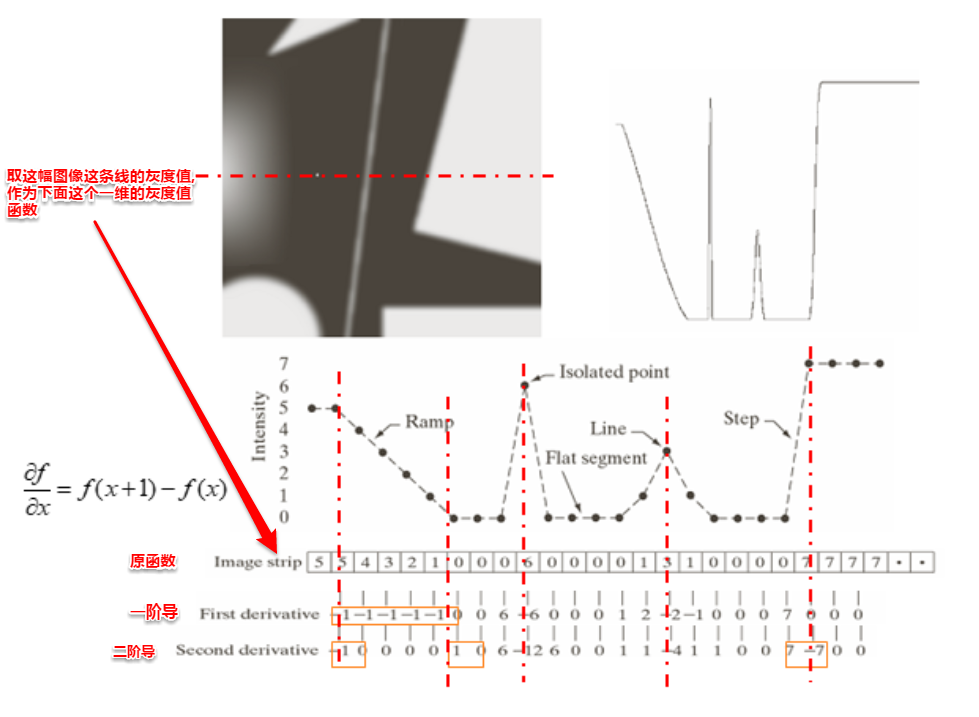 取这幅图像这条线的灰度值,
作为下面这个一维的灰度值
函数
7
6
5
4
3
2
1
0
Intensity
Isolated point
Ramp
Line
Step
Flat segment
∂f/∂x = f(x+1) − f(x)
原函数
Image strip 5 5 4 3 2 1 0 0 0 6 0 0 0 0 1 3 1 0 0 0 0 7 7 7 7 • •
一阶导
First derivative −1 −1 −1 −1 −1 0 0 6 −6 0 0 0 1 2 −2 −1 0 0 0 7 0 0 0
二阶导
Second derivative −1 0 0 0 0 1 0 6 −12 6 0 0 1 1 −4 1 1 0 0 7 −7 0 0